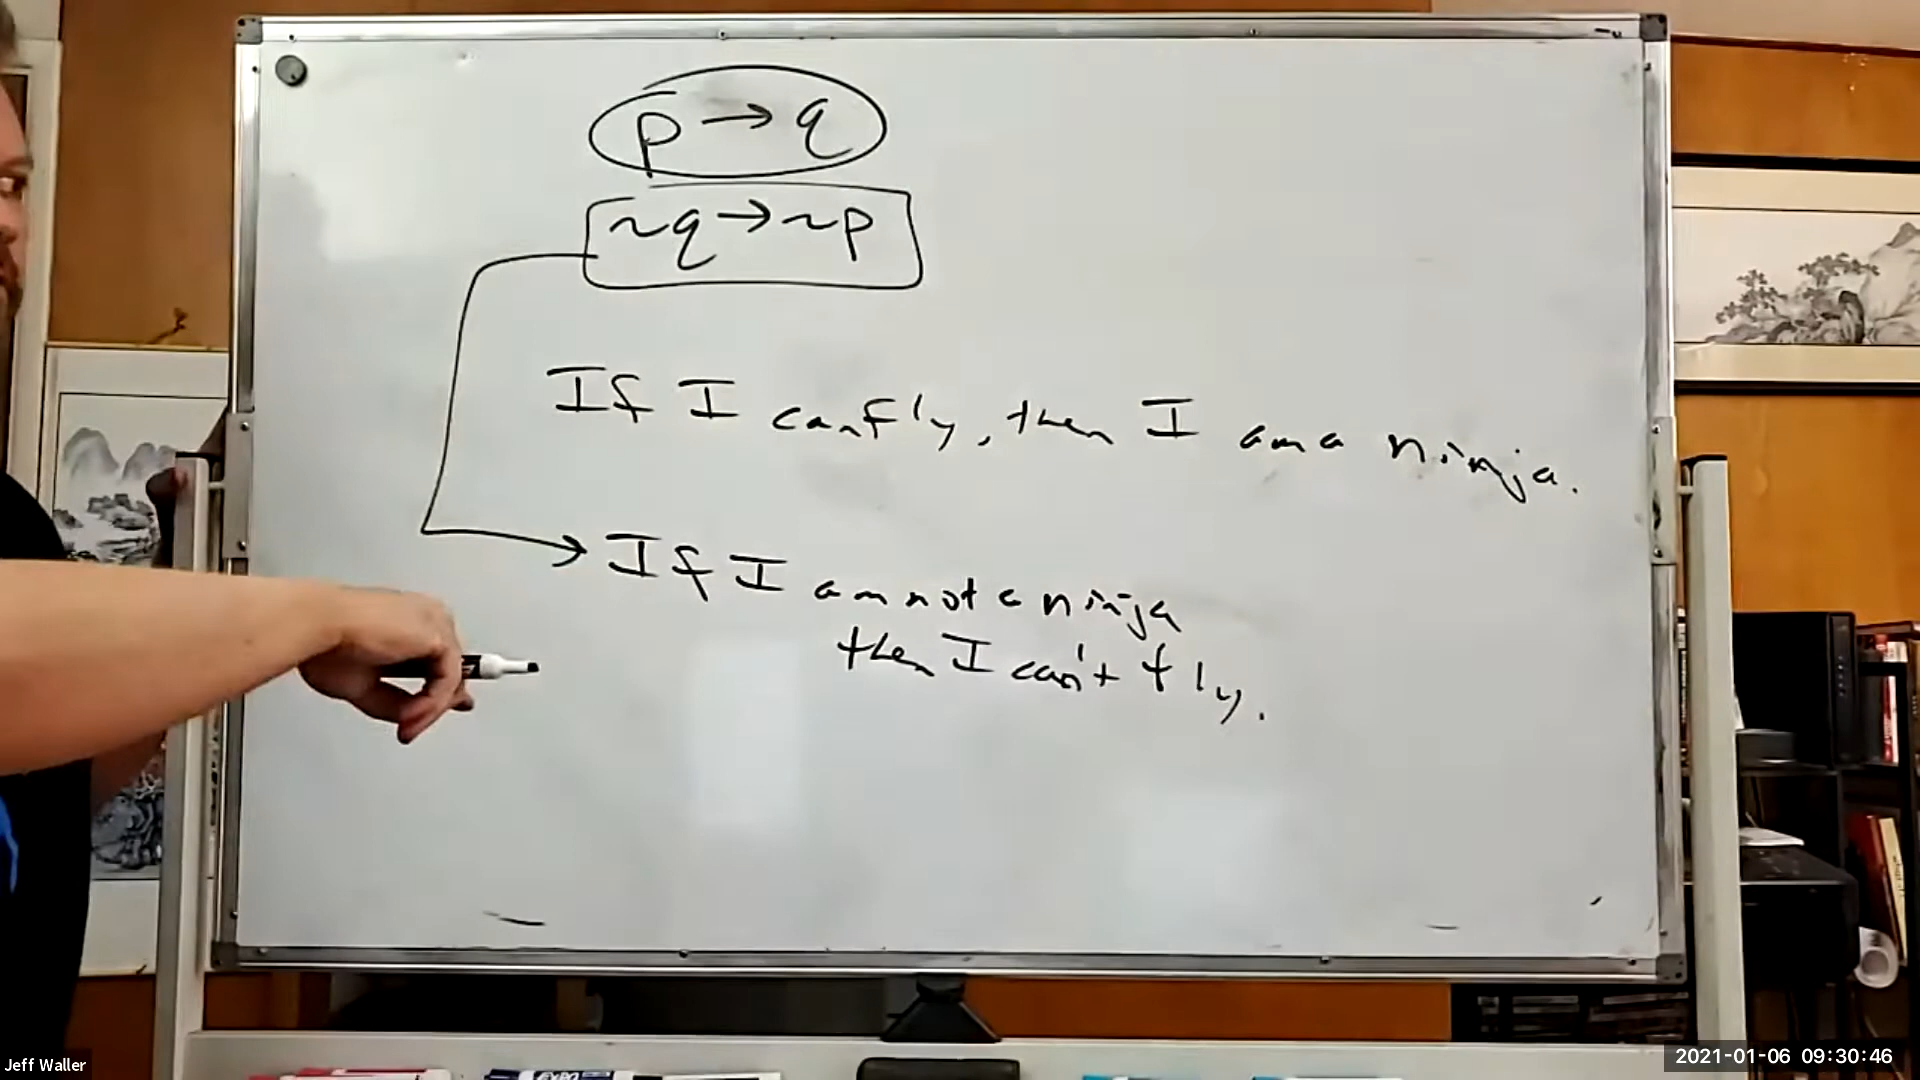 p → q
~q → ~p
If I can fly, then I am a ninja.
If I am not a ninja
then I can't fly.
EXPO
Jeff Waller
2021-01-06 09:30:46